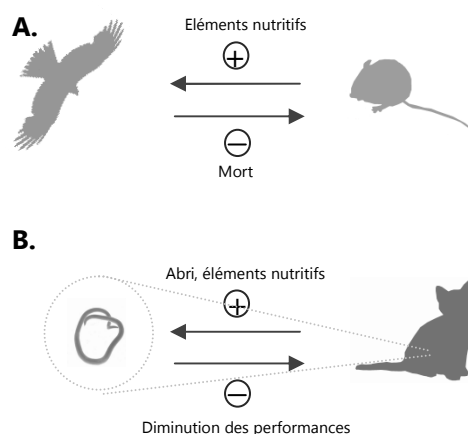 A.
Eléments nutritifs
+
−
Mort
B.
Abri, éléments nutritifs
+
−
Diminution des performances